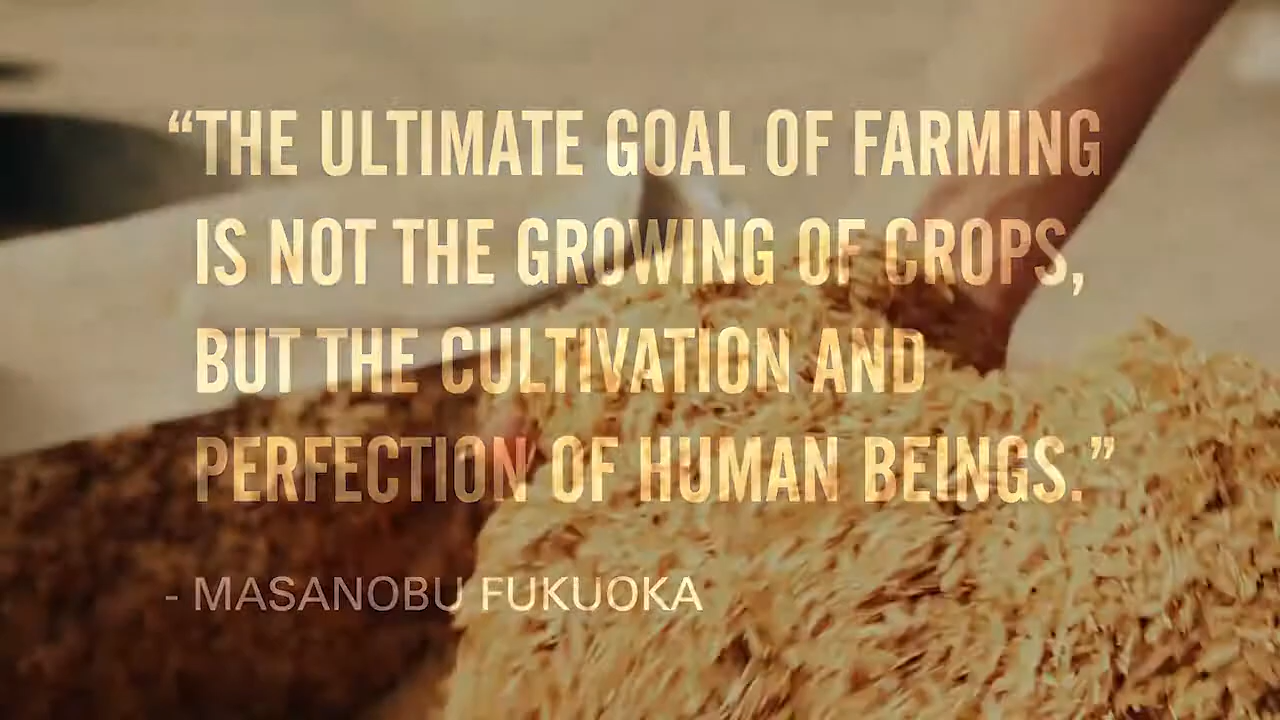 “THE ULTIMATE GOAL OF FARMING
IS NOT THE GROWING OF CROPS,
BUT THE CULTIVATION AND
PERFECTION OF HUMAN BEINGS.”
- MASANOBU FUKUOKA